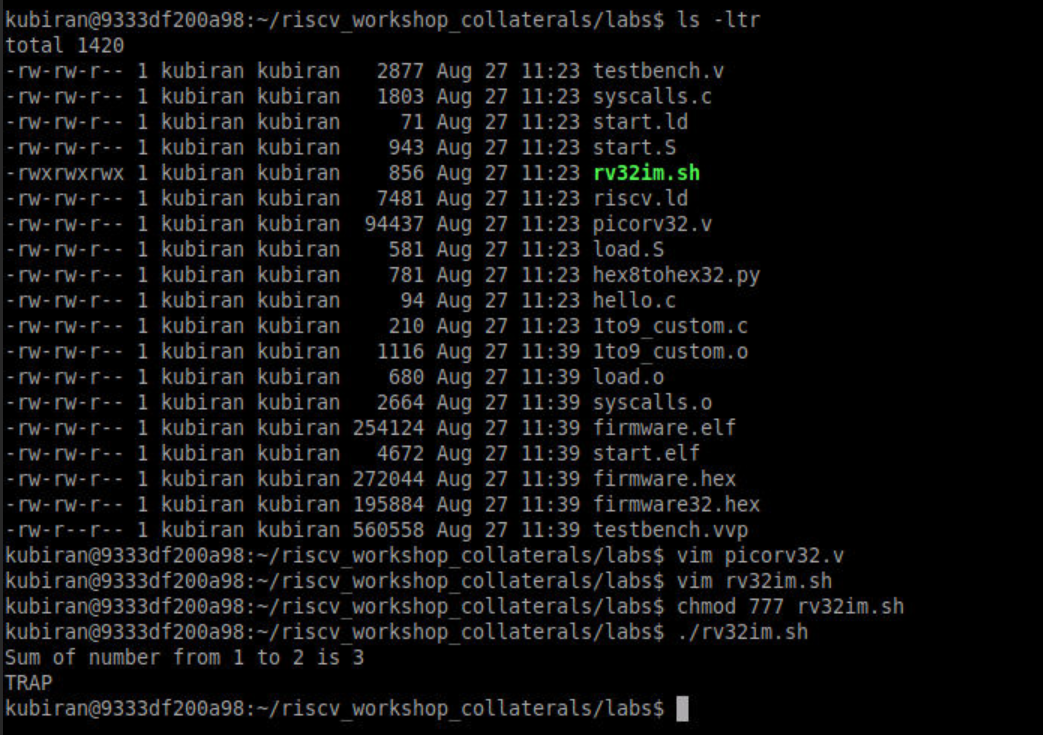 kubiran@9333df200a98:~/riscv_workshop_collaterals/labs$ ls -ltr
total 1420
-rw-rw-r-- 1 kubiran kubiran   2877 Aug 27 11:23 testbench.v
-rw-rw-r-- 1 kubiran kubiran   1803 Aug 27 11:23 syscalls.c
-rw-rw-r-- 1 kubiran kubiran     71 Aug 27 11:23 start.ld
-rw-rw-r-- 1 kubiran kubiran    943 Aug 27 11:23 start.S
-rwxrwxrwx 1 kubiran kubiran    856 Aug 27 11:23 rv32im.sh
-rw-rw-r-- 1 kubiran kubiran   7481 Aug 27 11:23 riscv.ld
-rw-rw-r-- 1 kubiran kubiran  94437 Aug 27 11:23 picorv32.v
-rw-rw-r-- 1 kubiran kubiran    581 Aug 27 11:23 load.S
-rw-rw-r-- 1 kubiran kubiran    781 Aug 27 11:23 hex8tohex32.py
-rw-rw-r-- 1 kubiran kubiran     94 Aug 27 11:23 hello.c
-rw-rw-r-- 1 kubiran kubiran    210 Aug 27 11:23 1to9_custom.c
-rw-rw-r-- 1 kubiran kubiran   1116 Aug 27 11:39 1to9_custom.o
-rw-rw-r-- 1 kubiran kubiran    680 Aug 27 11:39 load.o
-rw-rw-r-- 1 kubiran kubiran   2664 Aug 27 11:39 syscalls.o
-rw-rw-r-- 1 kubiran kubiran 254124 Aug 27 11:39 firmware.elf
-rw-rw-r-- 1 kubiran kubiran   4672 Aug 27 11:39 start.elf
-rw-rw-r-- 1 kubiran kubiran 272044 Aug 27 11:39 firmware.hex
-rw-rw-r-- 1 kubiran kubiran 195884 Aug 27 11:39 firmware32.hex
-rw-r--r-- 1 kubiran kubiran 560558 Aug 27 11:39 testbench.vvp
kubiran@9333df200a98:~/riscv_workshop_collaterals/labs$ vim picorv32.v
kubiran@9333df200a98:~/riscv_workshop_collaterals/labs$ vim rv32im.sh
kubiran@9333df200a98:~/riscv_workshop_collaterals/labs$ chmod 777 rv32im.sh
kubiran@9333df200a98:~/riscv_workshop_collaterals/labs$ ./rv32im.sh
Sum of number from 1 to 2 is 3
TRAP
kubiran@9333df200a98:~/riscv_workshop_collaterals/labs$